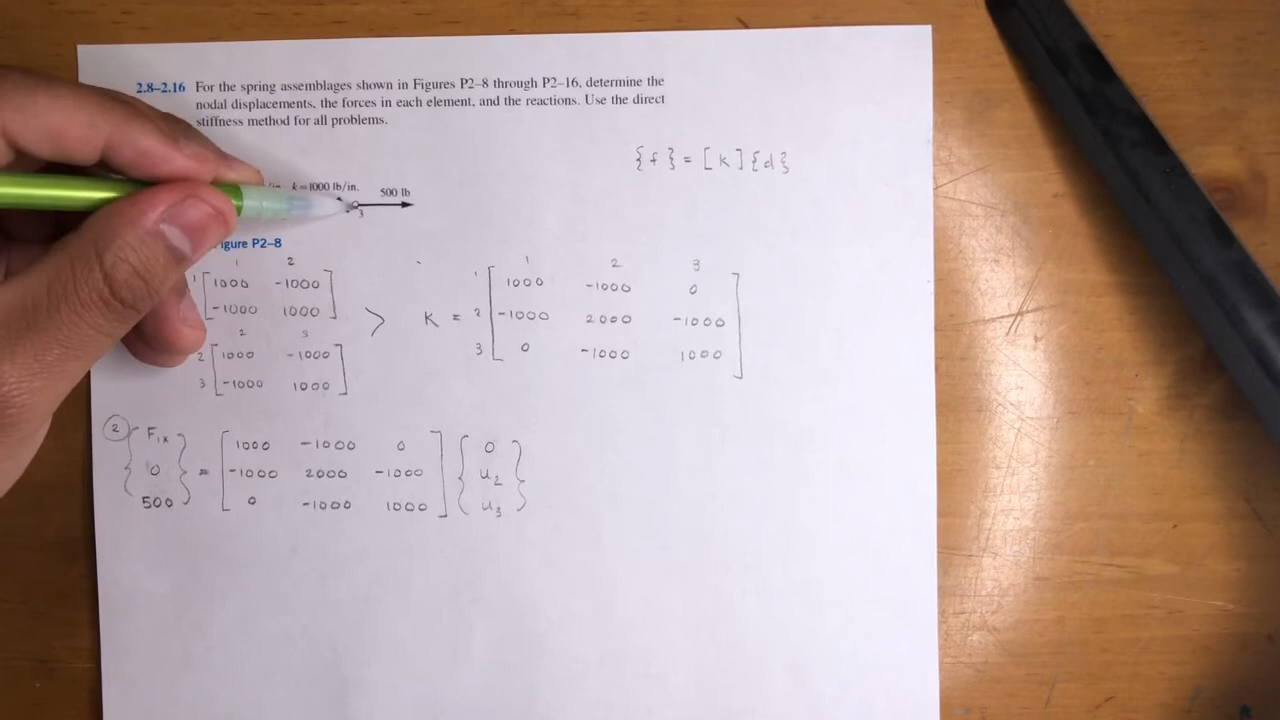 2.8–2.16 For the spring assemblages shown in Figures P2–8 through P2–16, determine the
nodal displacements, the forces in each element, and the reactions. Use the direct
stiffness method for all problems.
{f} = [K]{d}
k = 1000 lb/in.
500 lb
3
P2–8
1 2
1 1000 -1000
-1000 1000
2 3
2 1000 -1000
3 -1000 1000
>
K =
1 2 3
1 1000 -1000 0
2 -1000 2000 -1000
3 0 -1000 1000
2
F1x
0
500
=
1000 -1000 0
-1000 2000 -1000
0 -1000 1000
0
u2
u3